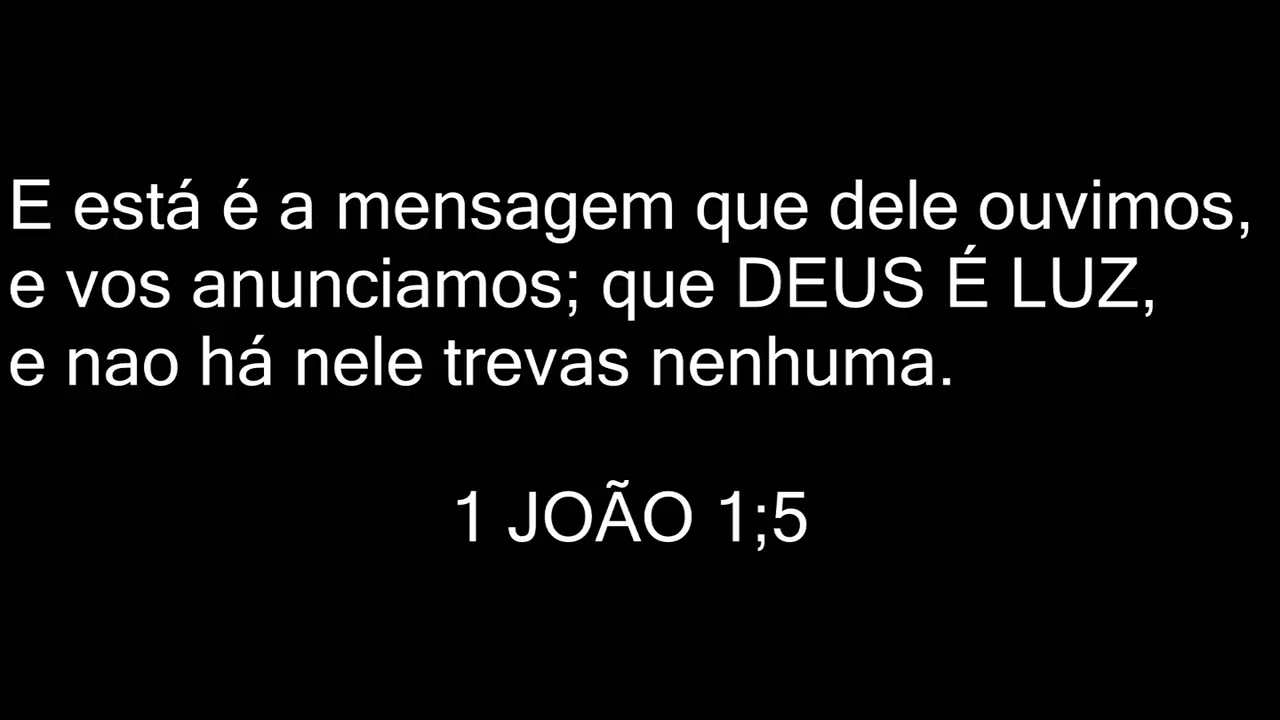 E está é a mensagem que dele ouvimos,
e vos anunciamos; que DEUS É LUZ,
e nao há nele trevas nenhuma.
1 JOÃO 1;5